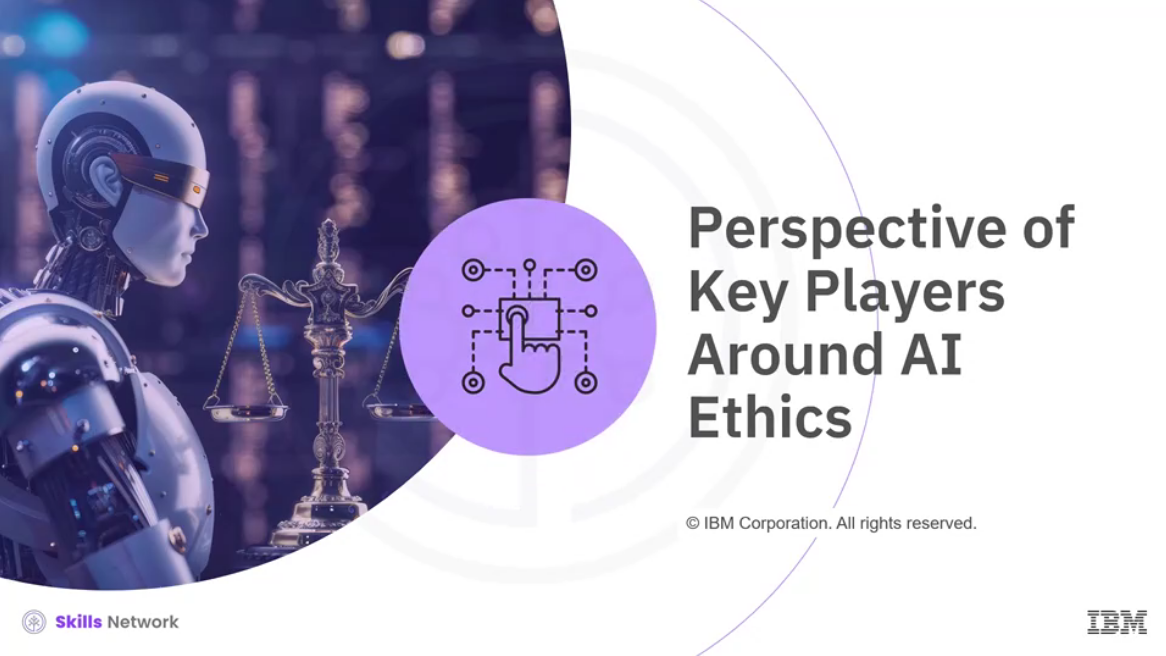 Perspective of
Key Players
Around AI
Ethics
© IBM Corporation. All rights reserved.
Skills Network
IBM